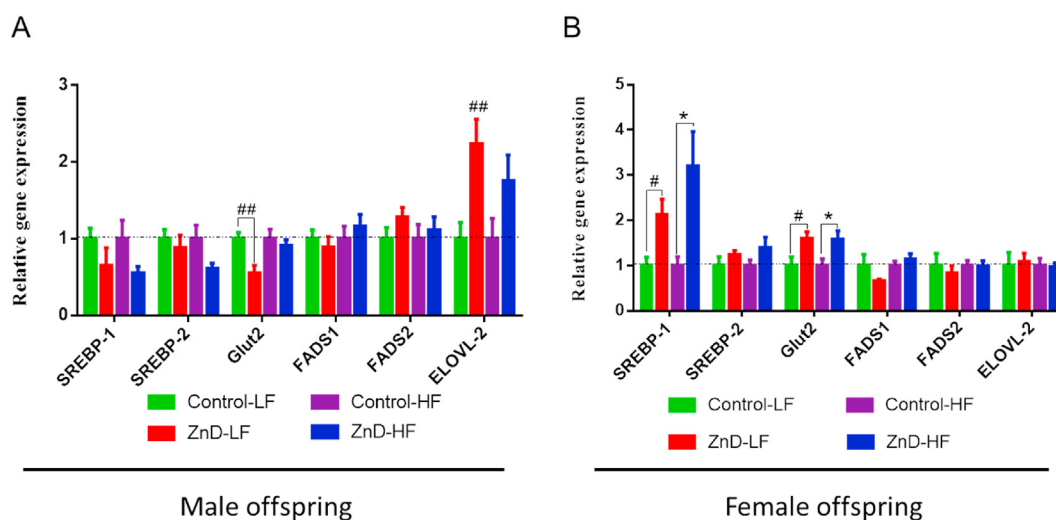 A
Relative gene expression
3
2
1
0
##
##
SREBP-1
SREBP-2
Glut2
FADS1
FADS2
ELOVL-2
Control-LF
Control-HF
ZnD-LF
ZnD-HF
Male offspring
B
Relative gene expression
5
4
3
2
1
0
#
*
#
*
SREBP-1
SREBP-2
Glut2
FADS1
FADS2
ELOVL-2
Control-LF
Control-HF
ZnD-LF
ZnD-HF
Female offspring